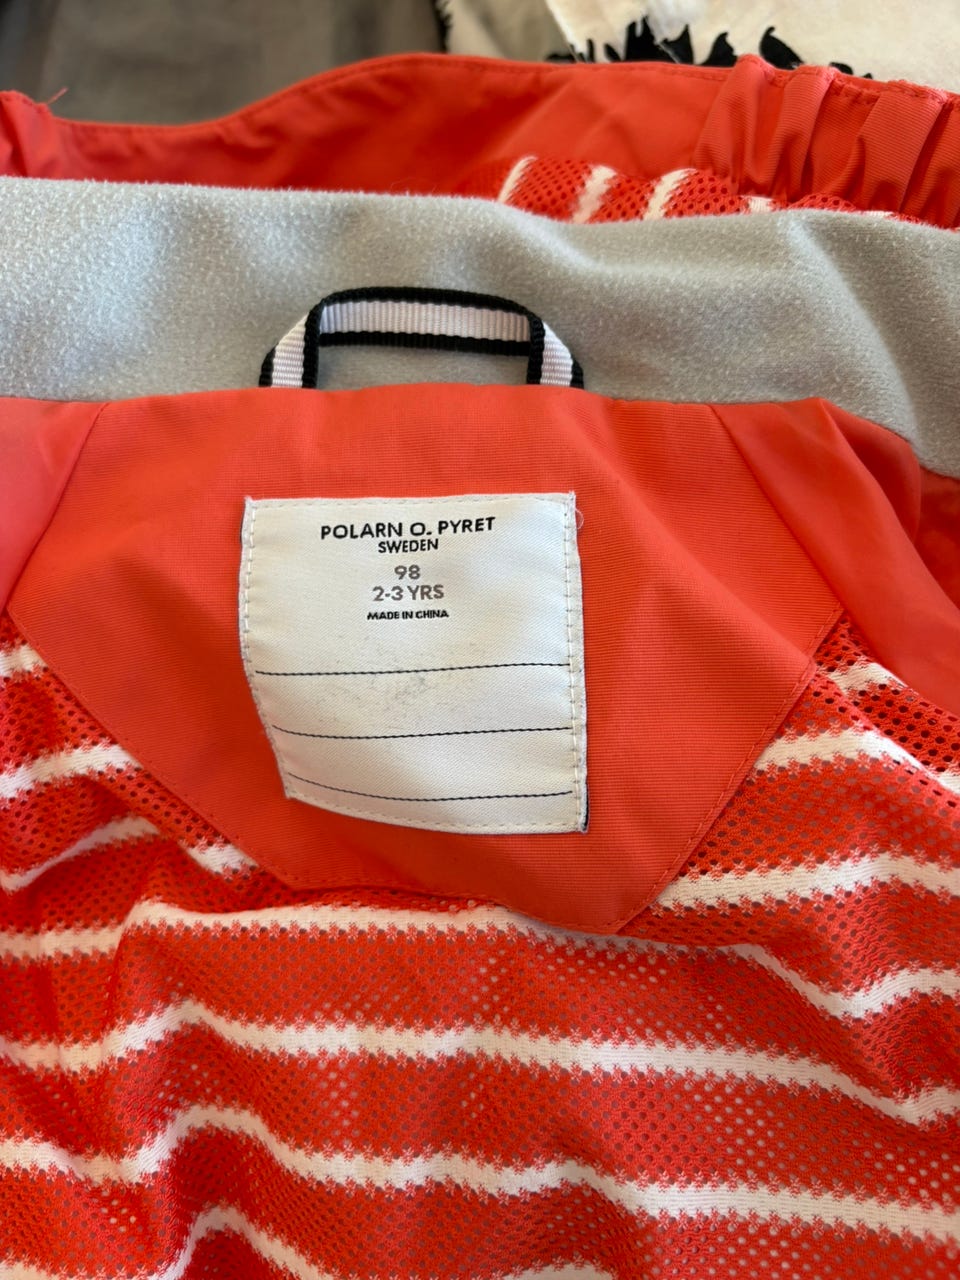 POLARN O. PYRET
SWEDEN
98
2-3 YRS
MADE IN CHINA